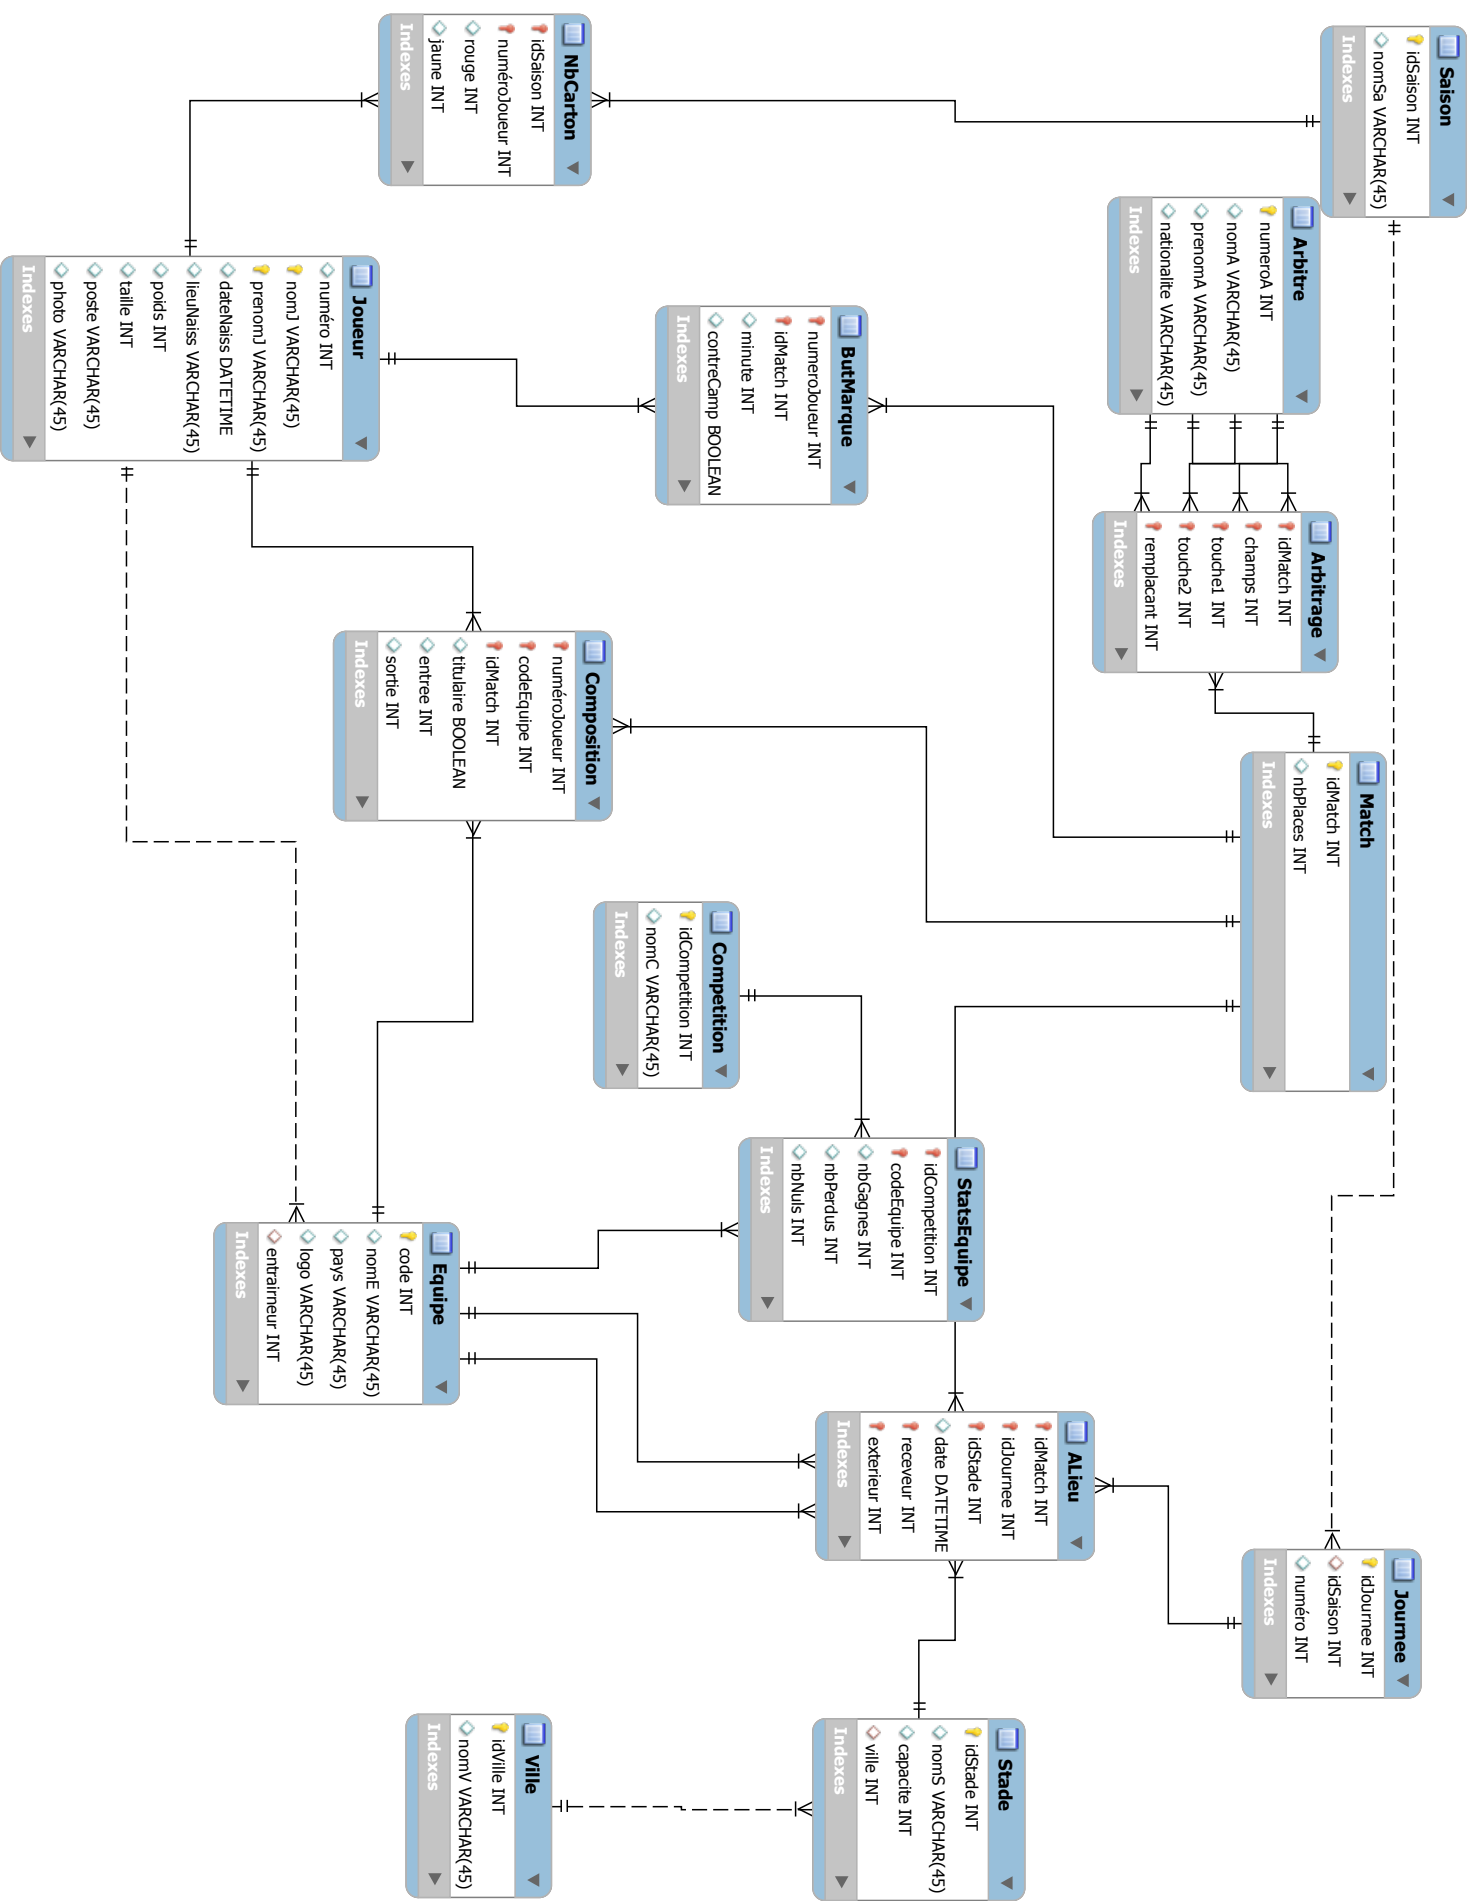 Saison
idSaison INT
nomSa VARCHAR(45)
Indexes
Arbitre
numeroA INT
nomA VARCHAR(45)
prenomA VARCHAR(45)
nationalite VARCHAR(45)
Indexes
Arbitrage
idMatch INT
champs INT
touche1 INT
touche2 INT
remplacant INT
Indexes
Match
idMatch INT
nbPlaces INT
Indexes
Journee
idJournee INT
idSaison INT
numéro INT
Indexes
NbCarton
idSaison INT
numéroJoueur INT
rouge INT
jaune INT
Indexes
ButMarque
numeroJoueur INT
idMatch INT
minute INT
contreCamp BOOLEAN
Indexes
Competition
idCompetition INT
nomC VARCHAR(45)
Indexes
StatsEquipe
idCompetition INT
codeEquipe INT
nbGagnes INT
nbPerdus INT
nbNuls INT
Indexes
ALieu
idMatch INT
idJournee INT
idStade INT
date DATETIME
receveur INT
exterieur INT
Indexes
Stade
idStade INT
nomS VARCHAR(45)
capacite INT
ville INT
Indexes
Joueur
numéro INT
nomJ VARCHAR(45)
prenomJ VARCHAR(45)
dateNaiss DATETIME
lieuNaiss VARCHAR(45)
poids INT
taille INT
poste VARCHAR(45)
photo VARCHAR(45)
Indexes
Composition
numéroJoueur INT
codeEquipe INT
idMatch INT
titulaire BOOLEAN
entree INT
sortie INT
Indexes
Equipe
code INT
nomE VARCHAR(45)
pays VARCHAR(45)
logo VARCHAR(45)
entrairneur INT
Indexes
Ville
idVille INT
nomV VARCHAR(45)
Indexes